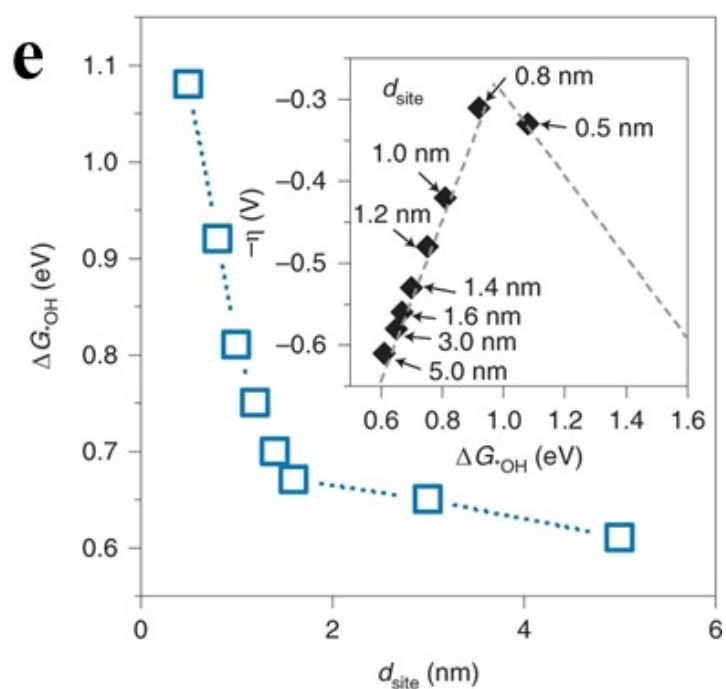 e
ΔG*OH (eV)
1.1
1.0
0.9
0.8
0.7
0.6
0
2
4
6
dsite (nm)
dsite
−η (V)
−0.3
−0.4
−0.5
−0.6
0.8 nm
0.5 nm
1.0 nm
1.2 nm
1.4 nm
1.6 nm
3.0 nm
5.0 nm
0.6 0.8 1.0 1.2 1.4 1.6
ΔG*OH (eV)